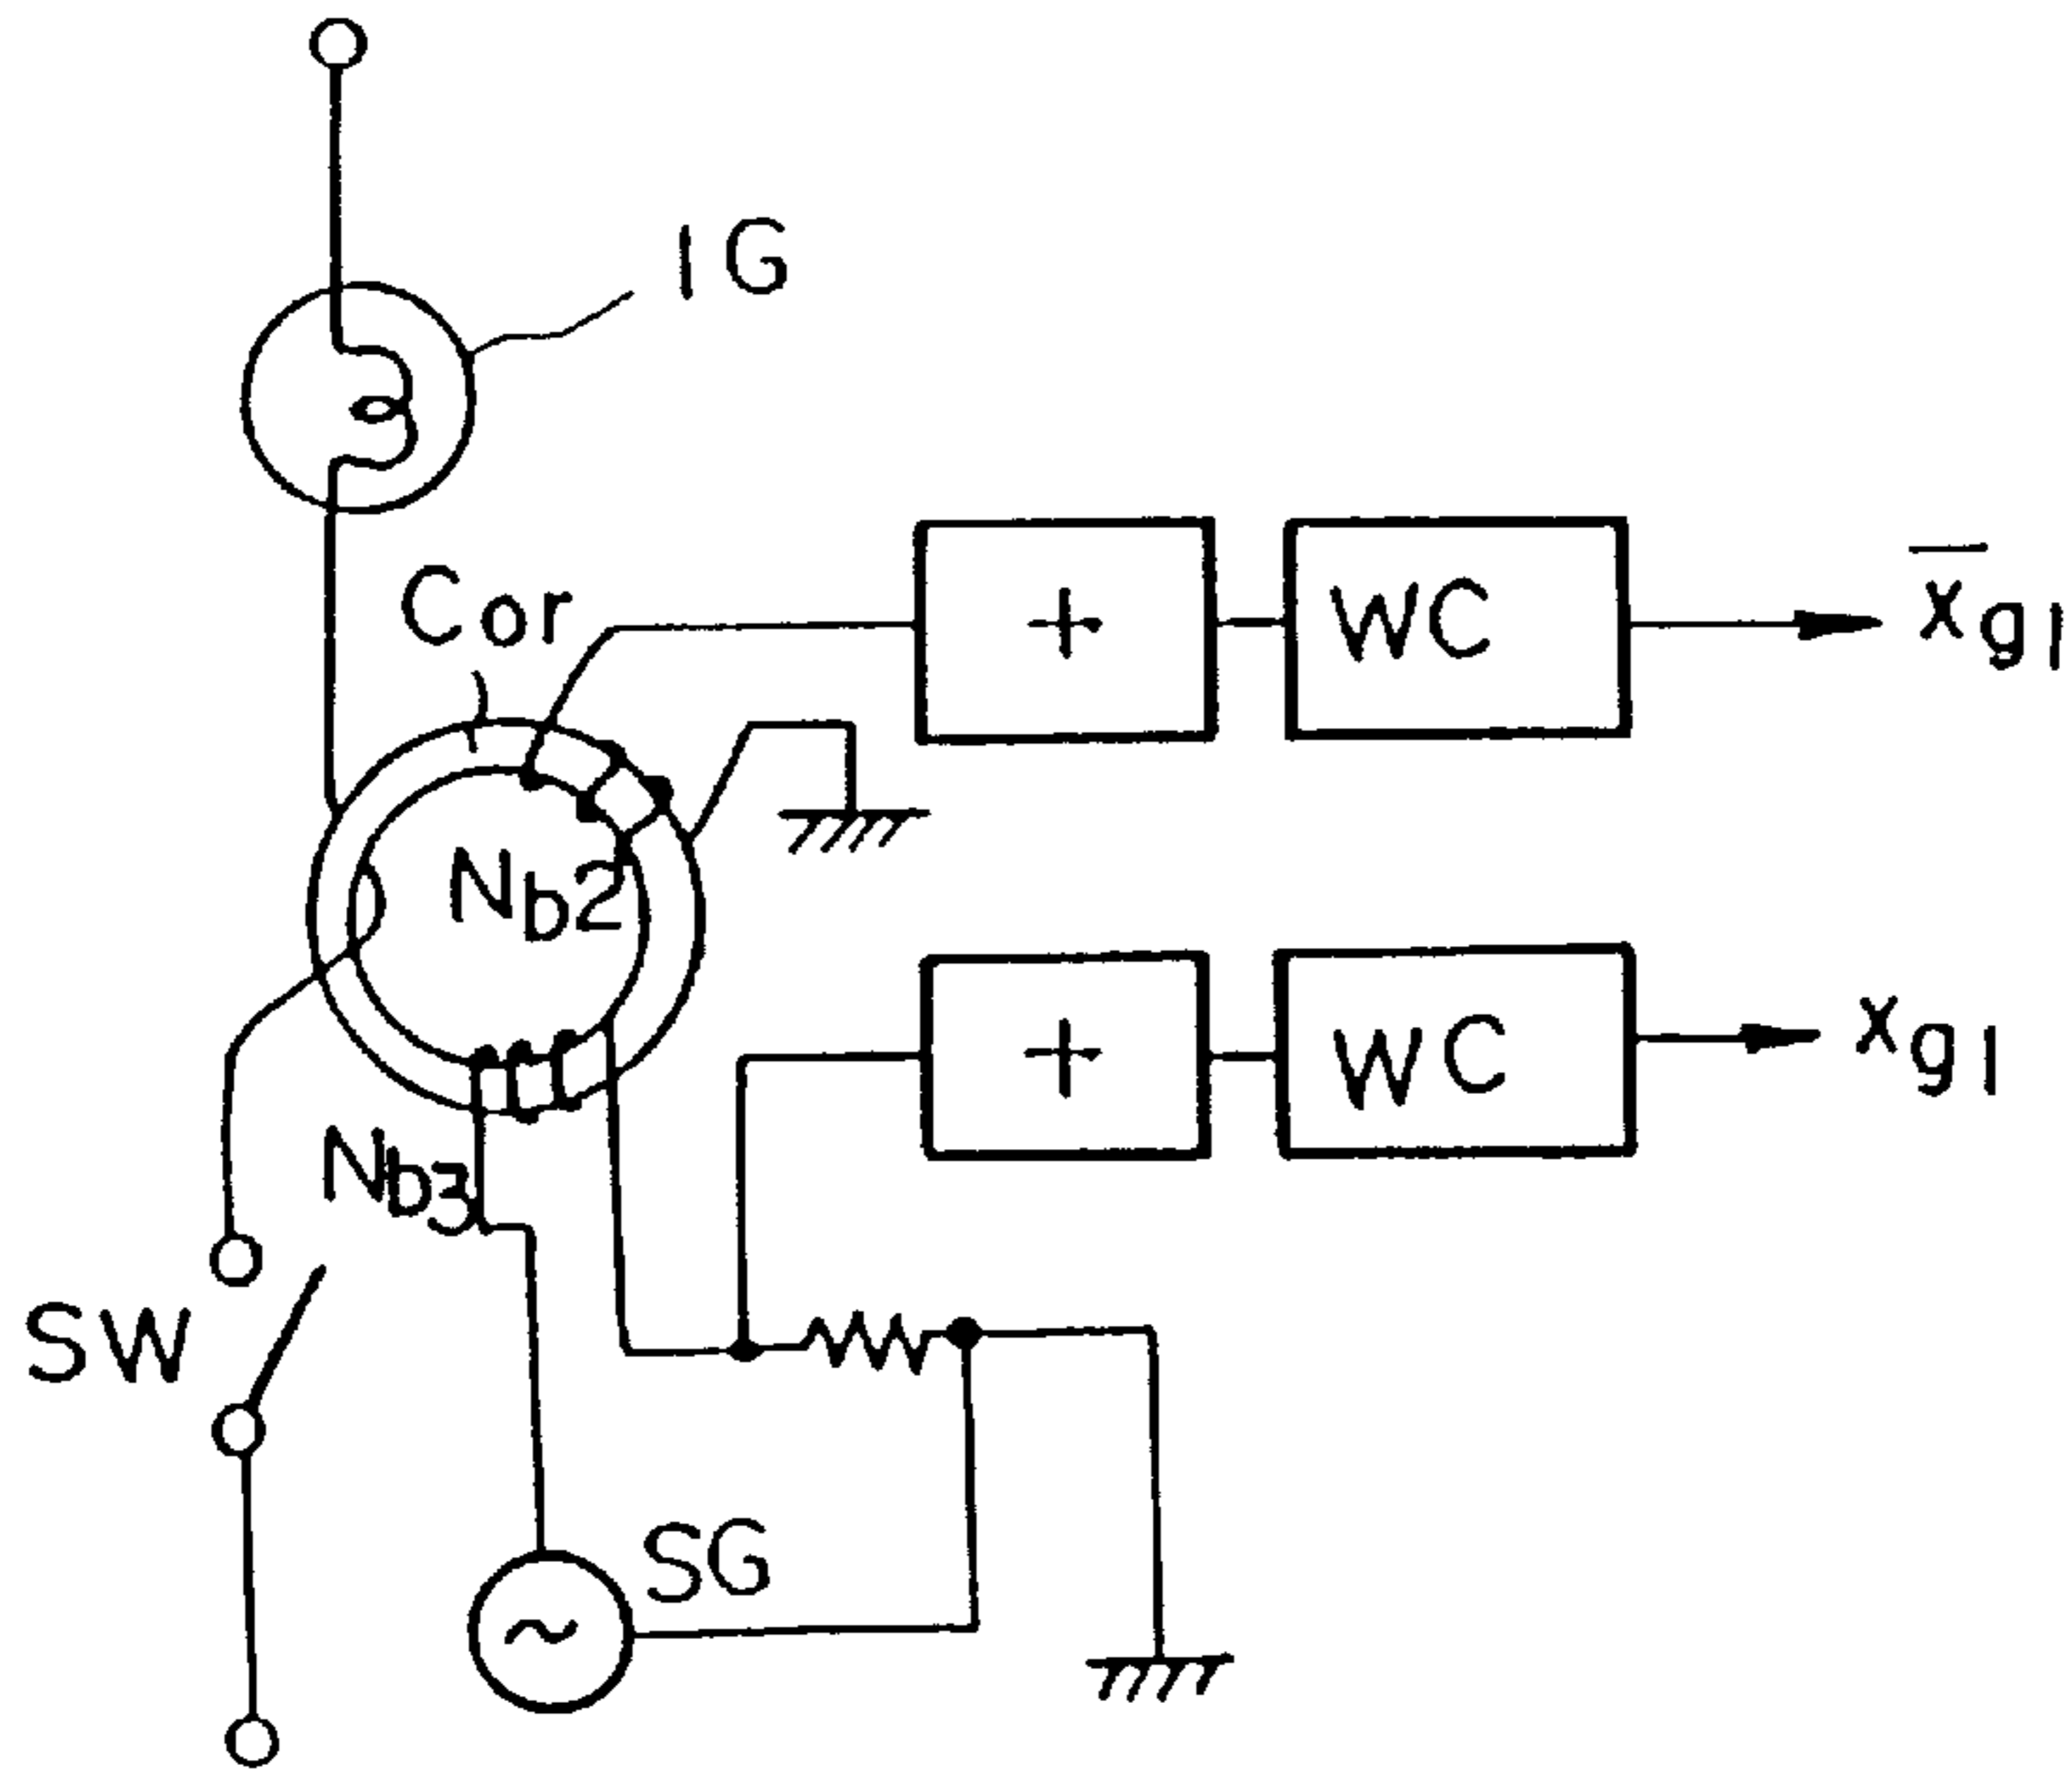 IG
Cor
+
WC
x̅g1
Nb2
+
WC
xg1
Nb3
SW
SG
~